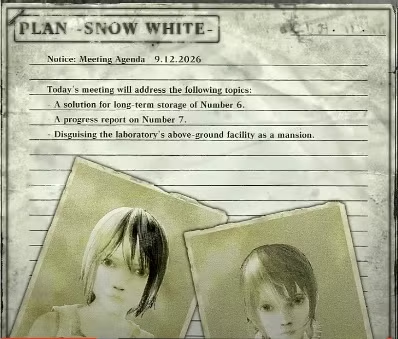 PLAN -SNOW WHITE-
Notice: Meeting Agenda 9.12.2026
Today's meeting will address the following topics:
- A solution for long-term storage of Number 6.
A progress report on Number 7.
- Disguising the laboratory's above-ground facility as a mansion.